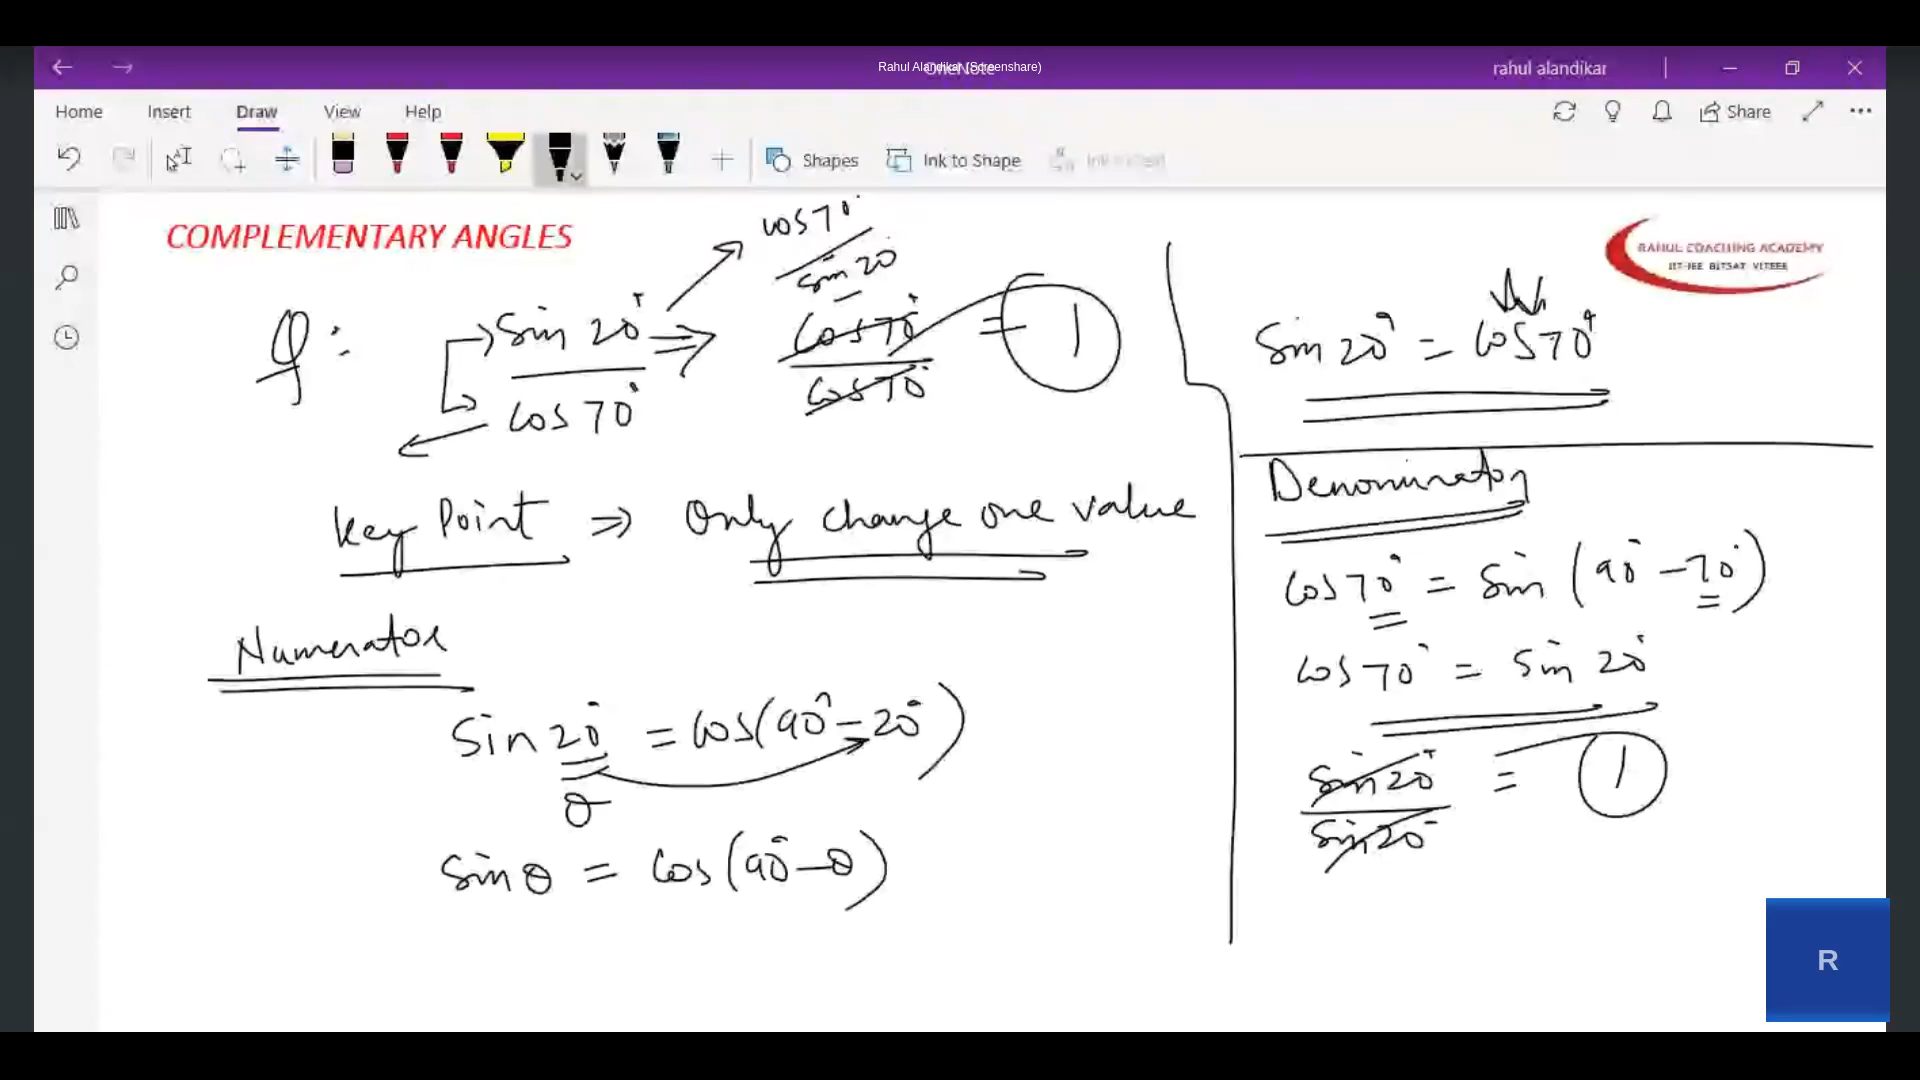 Rahul Alandikar (Screenshare)
OneNote
rahul alandikar
Home Insert Draw View Help
Share
Shapes Ink to Shape
COMPLEMENTARY ANGLES
RAHUL COACHING ACADEMY
IIT-JEE BITSAT VITEEE
cos 70°
sin 20
Q: sin 20° ⇒ cos 70° = 1
cos 70° cos 70°
Key Point ⇒ Only change one value
Numerator
sin 20° = cos(90° - 20°)
θ
sin θ = cos(90° - θ)
sin 20° = cos 70°
Denominator
cos 70° = sin (90° - 70°)
cos 70° = sin 20°
sin 20° = 1
sin 20°
R